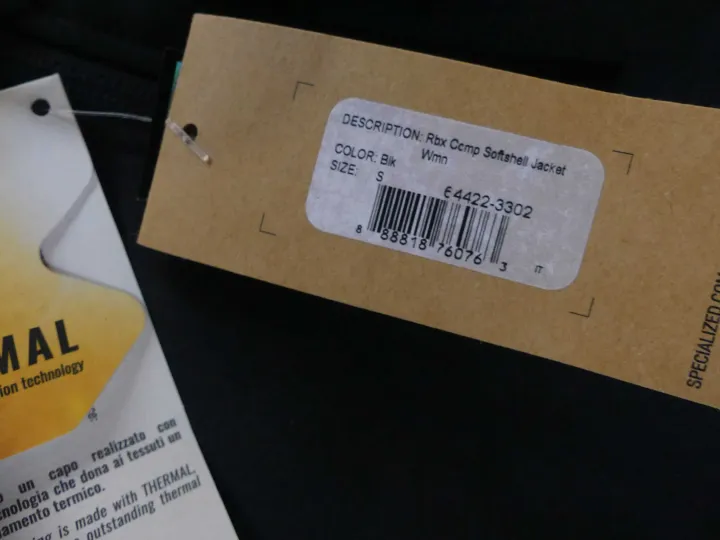 DESCRIPTION: Rbx Comp Softshell Jacket
Wmn
COLOR: Blk
SIZE: S
64422-3302
8 88818 76076 3
IT
SPECIALIZED.COM
MAL
ion technology
un capo realizzato con
cnologia che dona ai tessuti un
amento termico.
ing is made with THERMAL,
outstanding thermal